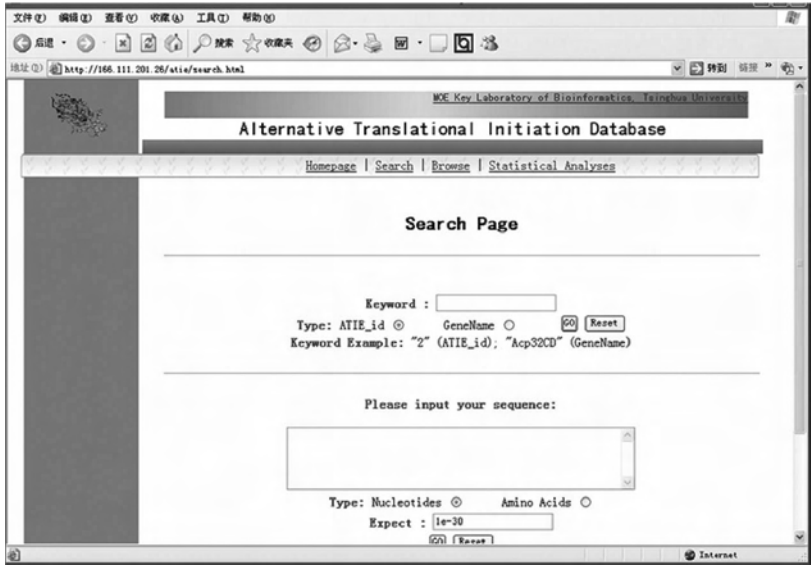 文件(F) 编辑(E) 查看(V) 收藏(A) 工具(T) 帮助(H)
后退 搜索 收藏夹
地址(D) http://166.111.201.26/atie/search.html 转到 链接 »
MOE Key Laboratory of Bioinformatics, Tsinghua University
Alternative Translational Initiation Database
Homepage | Search | Browse | Statistical Analyses
Search Page
Keyword :
Type: ATIE_id GeneName GO Reset
Keyword Example: "2" (ATIE_id); "Acp32CD" (GeneName)
Please input your sequence:
Type: Nucleotides Amino Acids
Expect : 1e-30
GO Reset
Internet